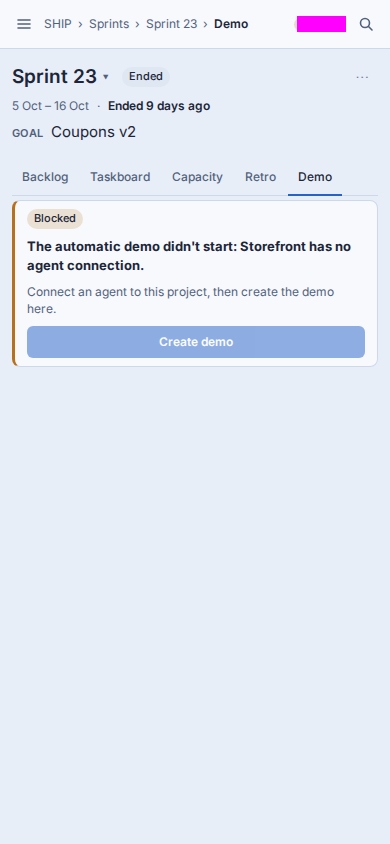 SHIP › Sprints › Sprint 23 › Demo
Sprint 23 ▾ Ended ...
5 Oct – 16 Oct · Ended 9 days ago
GOAL Coupons v2
Backlog Taskboard Capacity Retro Demo
Blocked
The automatic demo didn't start: Storefront has no
agent connection.
Connect an agent to this project, then create the demo
here.
Create demo